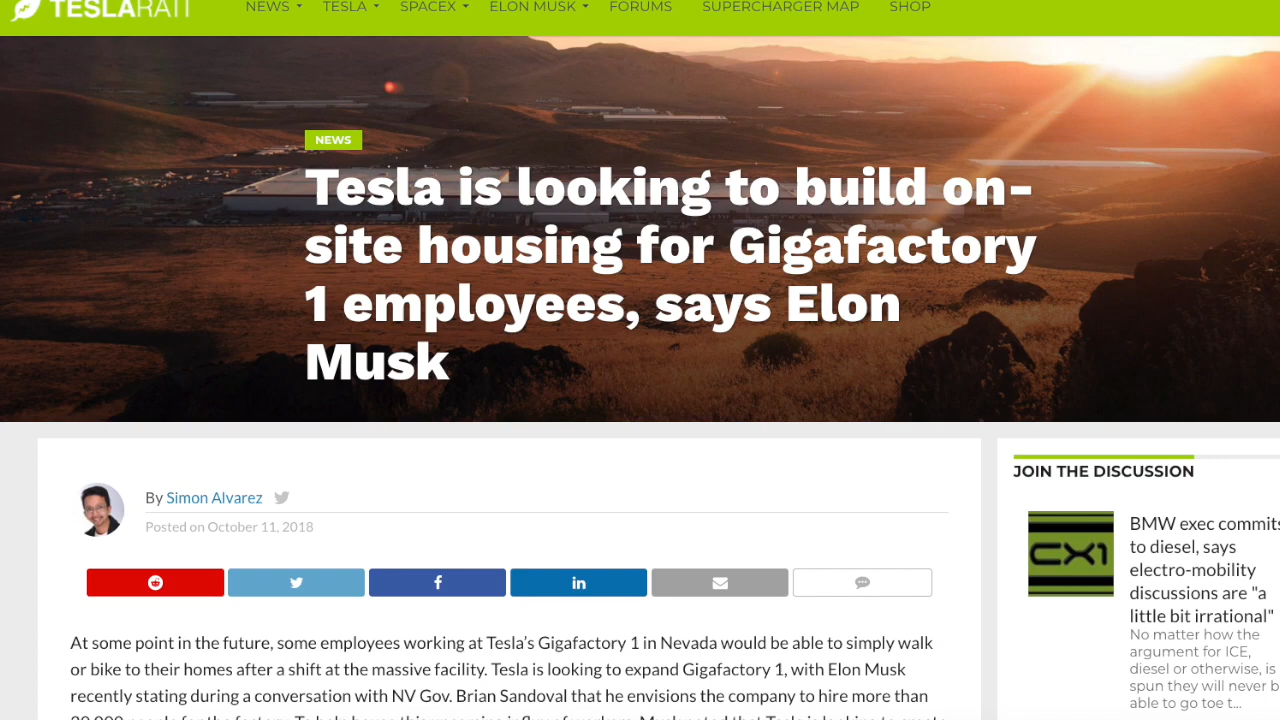 TESLARATI
NEWS TESLA SPACEX ELON MUSK FORUMS SUPERCHARGER MAP SHOP
NEWS
Tesla is looking to build on-
site housing for Gigafactory
1 employees, says Elon
Musk
By Simon Alvarez
Posted on October 11, 2018
At some point in the future, some employees working at Tesla’s Gigafactory 1 in Nevada would be able to simply walk
or bike to their homes after a shift at the massive facility. Tesla is looking to expand Gigafactory 1, with Elon Musk
recently stating during a conversation with NV Gov. Brian Sandoval that he envisions the company to hire more than
JOIN THE DISCUSSION
CX1
BMW exec commits
to diesel, says
electro-mobility
discussions are "a
little bit irrational"
No matter how the
argument for ICE,
diesel or otherwise, is
spun they will never b
able to go toe t...